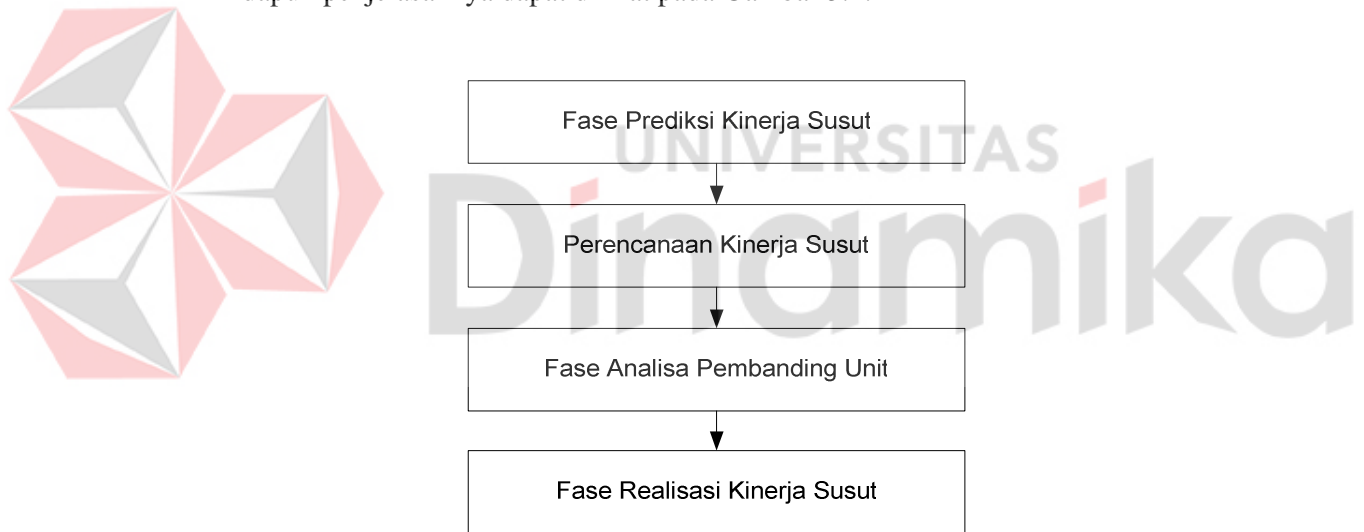 UNIVERSITAS
Dinamika
Fase Prediksi Kinerja Susut
Perencanaan Kinerja Susut
Fase Analisa Pembanding Unit
Fase Realisasi Kinerja Susut